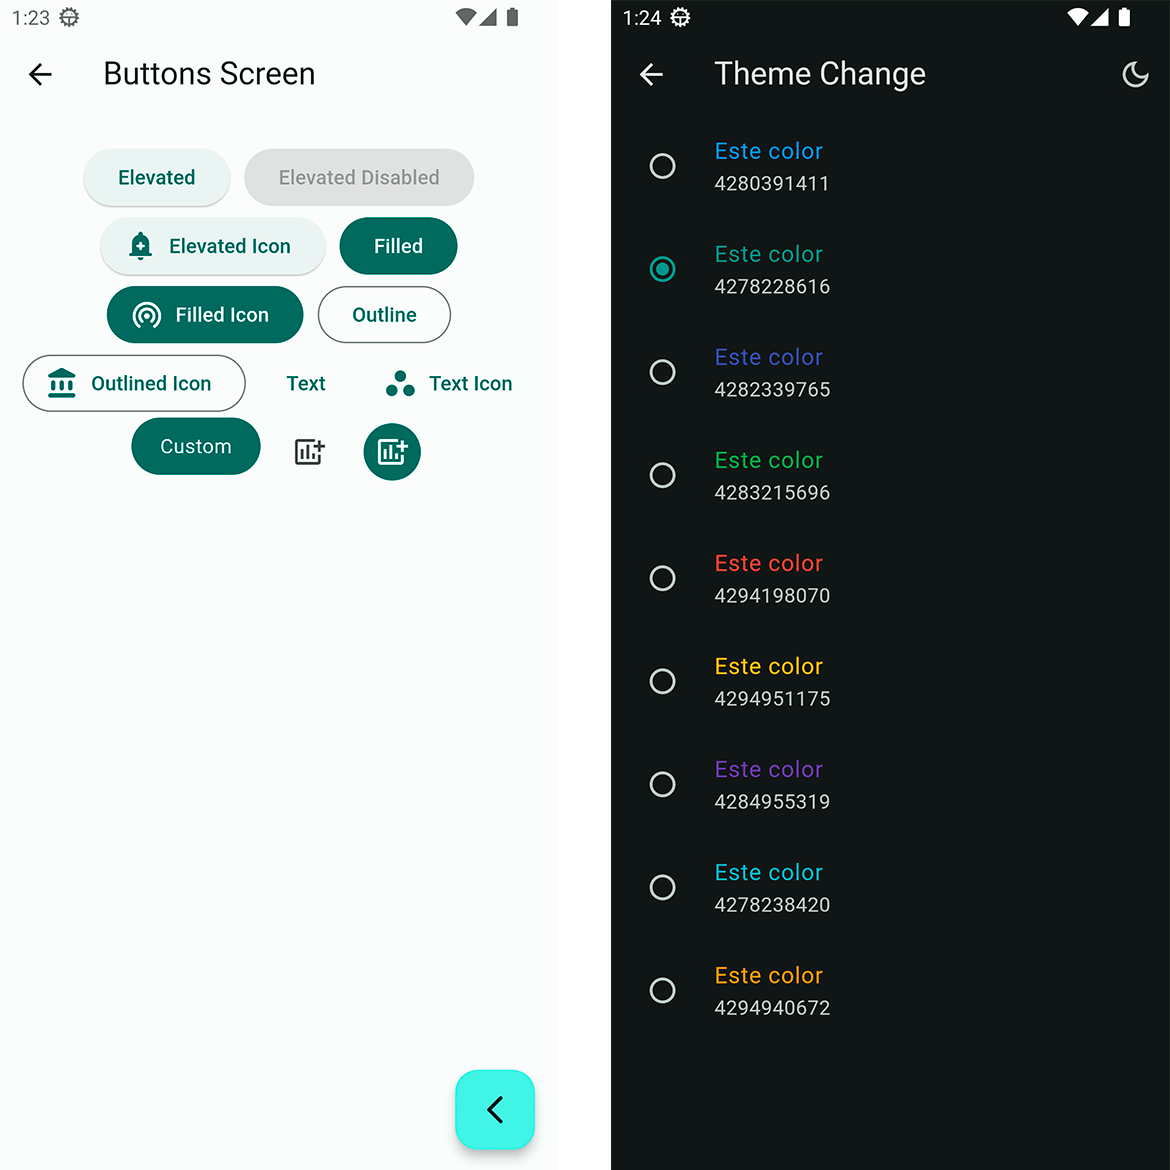 1:23
Buttons Screen
Elevated
Elevated Disabled
Elevated Icon
Filled
Filled Icon
Outline
Outlined Icon
Text
Text Icon
Custom
1:24
Theme Change
Este color
4280391411
Este color
4278228616
Este color
4282339765
Este color
4283215696
Este color
4294198070
Este color
4294951175
Este color
4284955319
Este color
4278238420
Este color
4294940672